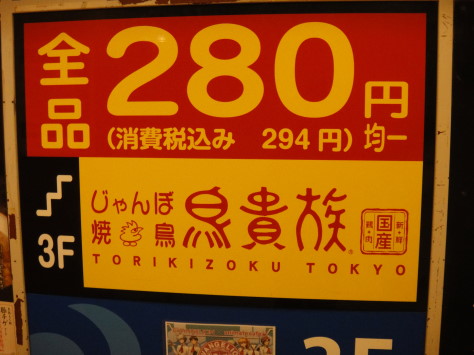 全品 280円
(消費税込み 294円) 均一
じゃんぼ
焼鳥 鳥貴族
新鮮 国産 鶏肉
3F
TORIKIZOKU TOKYO